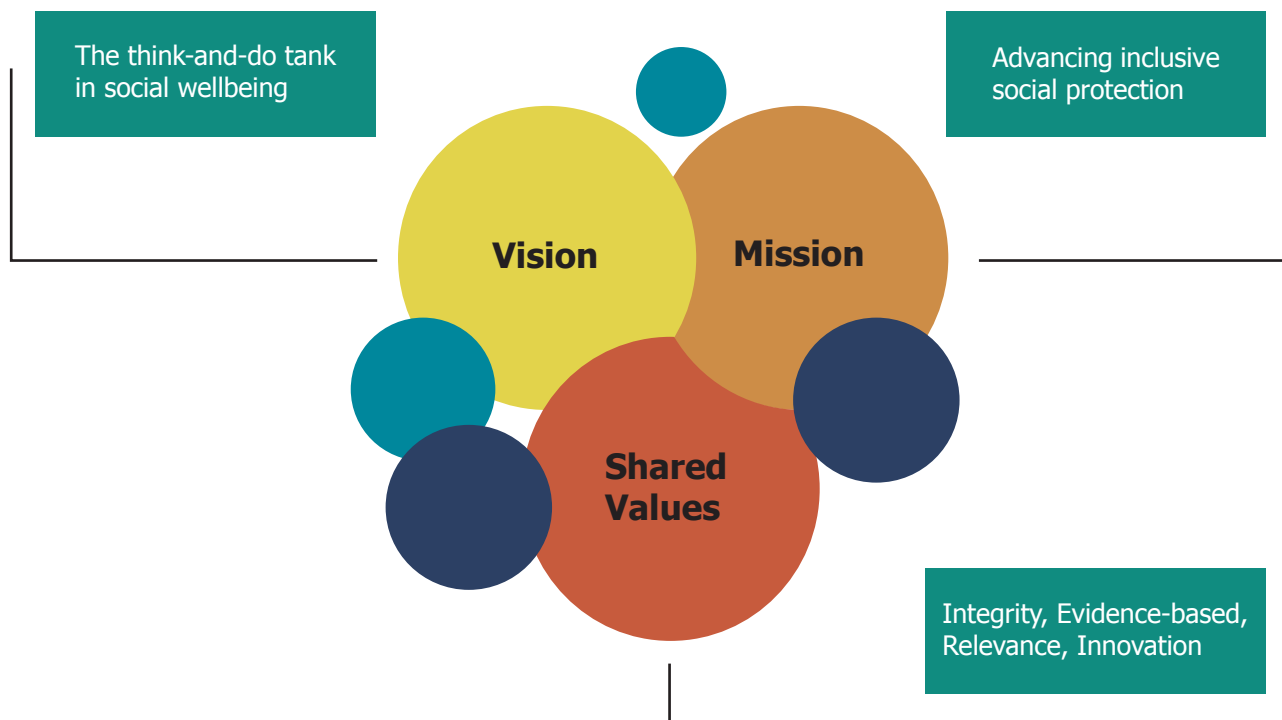 The think-and-do tank
in social wellbeing
Advancing inclusive
social protection
Vision
Mission
Shared
Values
Integrity, Evidence-based,
Relevance, Innovation